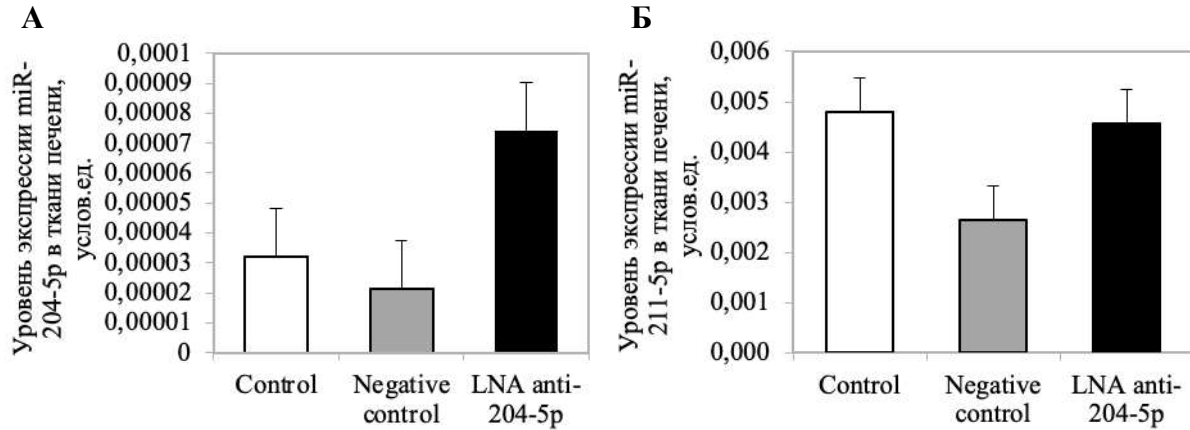 А
Уровень экспрессии miR-
204-5p в ткани печени,
услов.ед.
0,0001
0,00009
0,00008
0,00007
0,00006
0,00005
0,00004
0,00003
0,00002
0,00001
0
Control
Negative
control
LNA anti-
204-5p
Б
Уровень экспрессии miR-
211-5p в ткани печени,
услов.ед.
0,006
0,005
0,004
0,003
0,002
0,001
0,000
Control
Negative
control
LNA anti-
204-5p